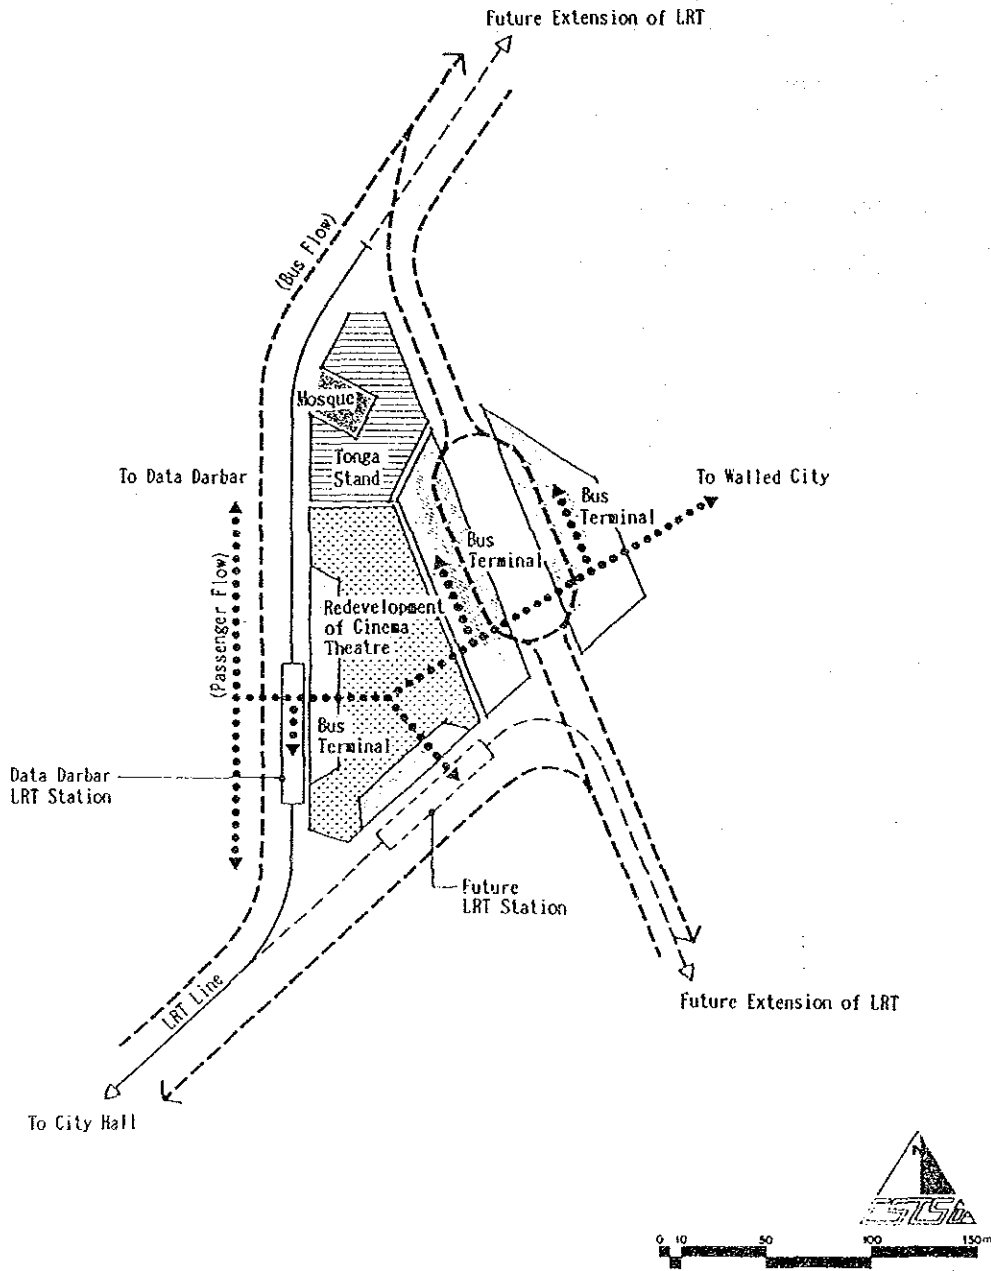 Future Extension of LRT
(Bus Flow)
Mosque
Tonga
Stand
To Data Darbar
To Walled City
Bus
Terminal
Bus
Terminal
(Passenger Flow)
Redevelopment
of Cinema
Theatre
Bus
Terminal
Data Darbar
LRT Station
Future
LRT Station
LRT Line
Future Extension of LRT
To City Hall
N
0 10 50 100 150m